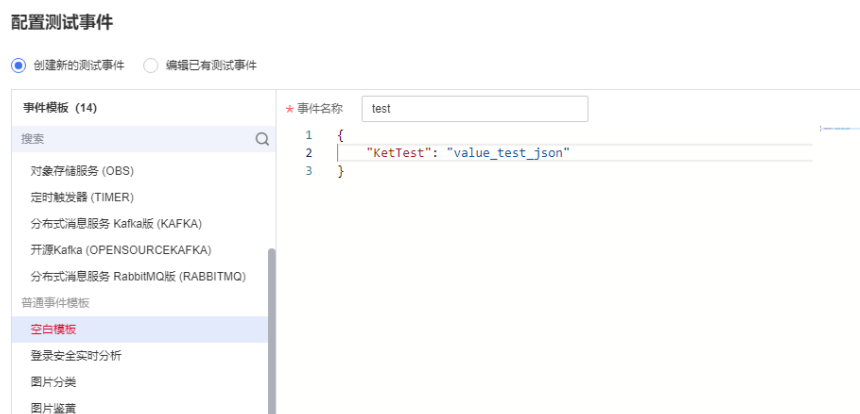 配置测试事件
创建新的测试事件 编辑已有测试事件
事件模板（14）
搜索
对象存储服务 (OBS)
定时触发器 (TIMER)
分布式消息服务 Kafka版 (KAFKA)
开源Kafka (OPENSOURCEKAFKA)
分布式消息服务 RabbitMQ版 (RABBITMQ)
普通事件模板
空白模板
登录安全实时分析
图片分类
图片鉴黄
* 事件名称 test
1 {
2 "KetTest": "value_test_json"
3 }